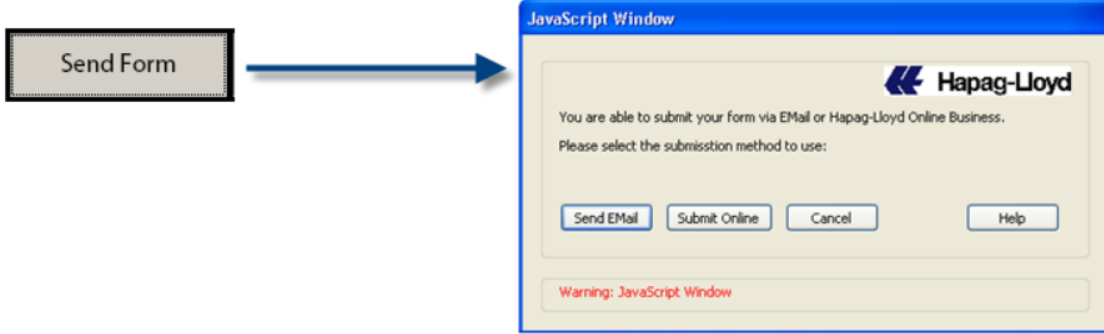 JavaScript Window
Send Form
Hapag-Lloyd
You are able to submit your form via EMail or Hapag-Lloyd Online Business.
Please select the submisstion method to use:
Send EMail Submit Online Cancel Help
Warning: JavaScript Window